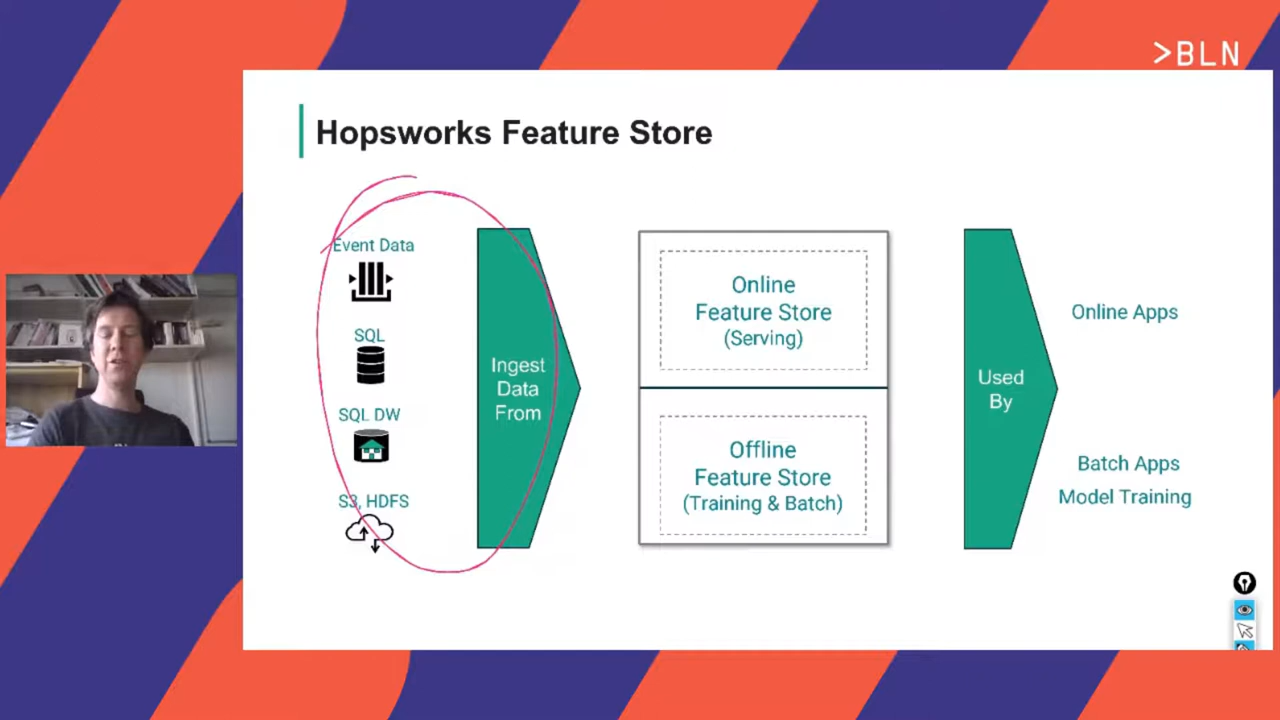 >BLN
Hopsworks Feature Store
Event Data
SQL
SQL DW
S3, HDFS
Ingest
Data
From
Online
Feature Store
(Serving)
Offline
Feature Store
(Training & Batch)
Used
By
Online Apps
Batch Apps
Model Training